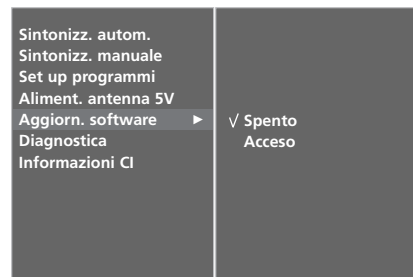 Sintonizz. autom.
Sintonizz. manuale
Set up programmi
Aliment. antenna 5V
Aggiorn. software ►
Diagnostica
Informazioni CI
√ Spento
Acceso